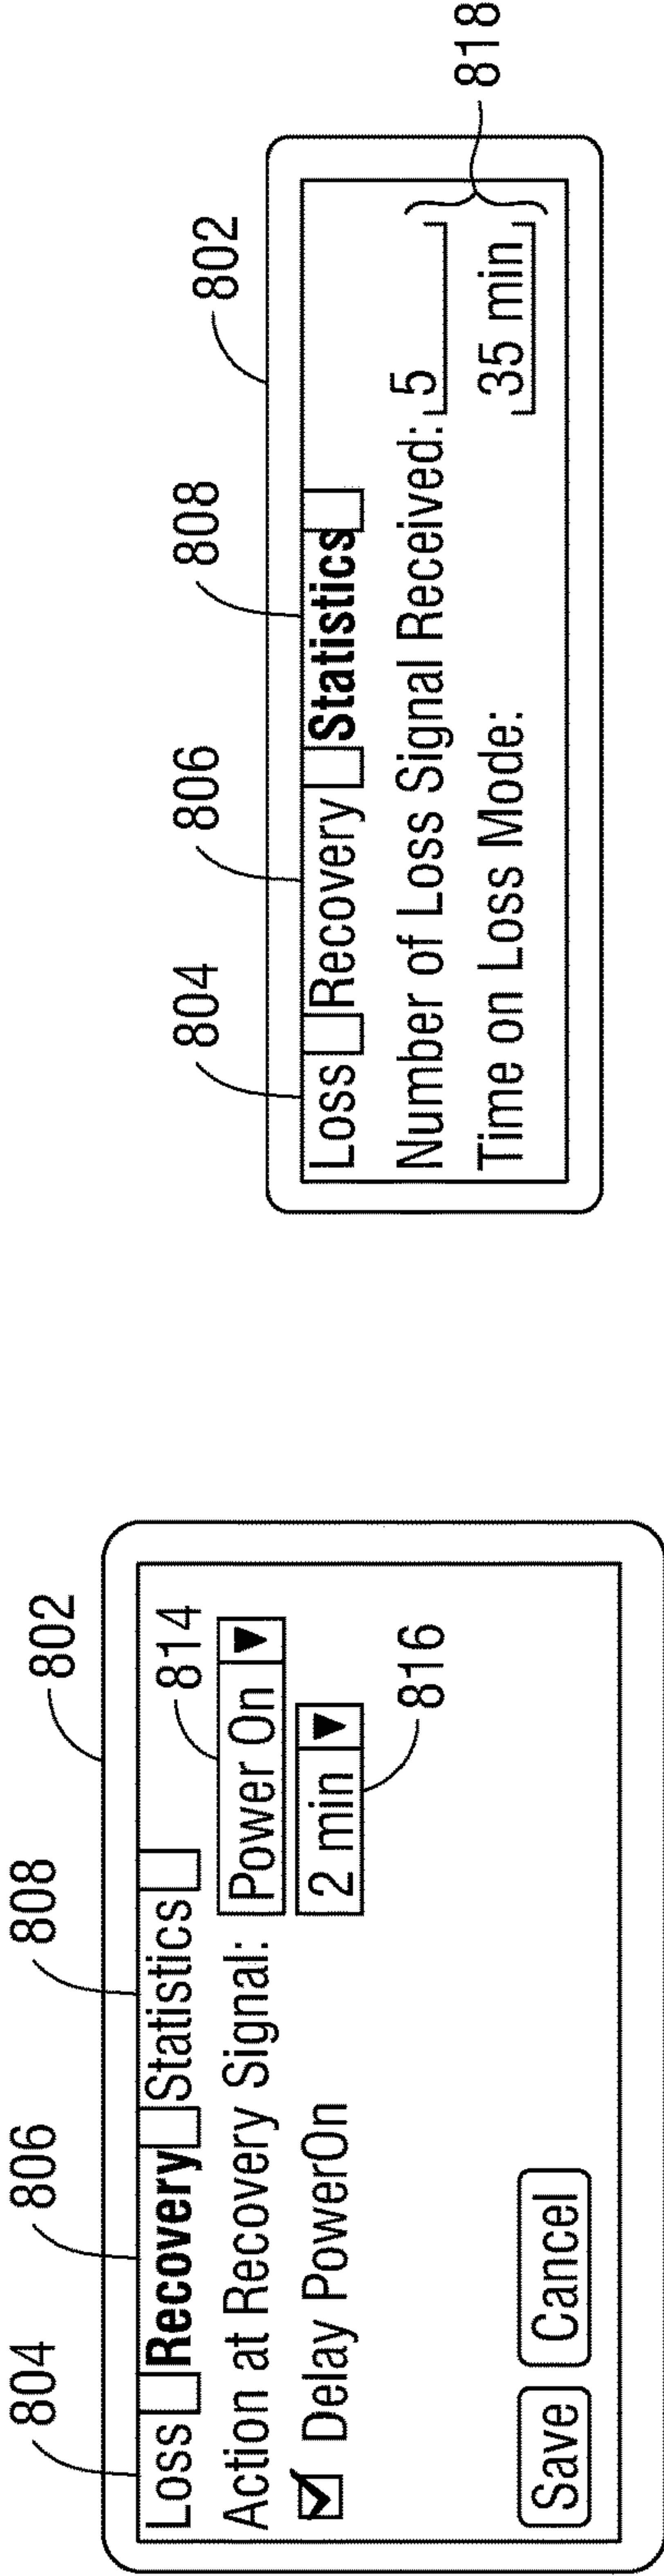 804
806
808
802
Loss Recovery Statistics
Action at Recovery Signal: Power On
814
Delay PowerOn 2 min
816
Save Cancel
804
806
808
802
Loss Recovery Statistics
Number of Loss Signal Received: 5
Time on Loss Mode: 35 min
818